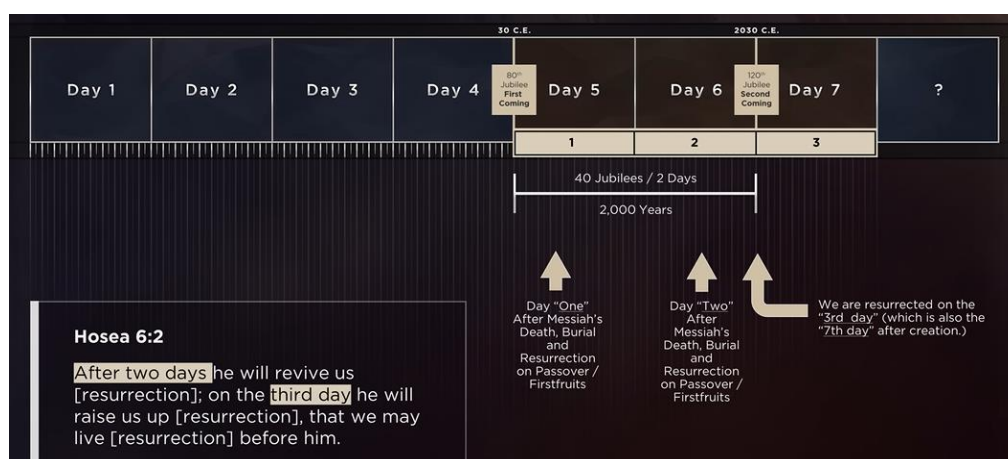 30 C.E.
2030 C.E.
Day 1
Day 2
Day 3
Day 4
80th
Jubilee
First
Coming
Day 5
Day 6
120th
Jubilee
Second
Coming
Day 7
?
1
2
3
40 Jubilees / 2 Days
2,000 Years
Day "One"
After Messiah's
Death, Burial
and
Resurrection
on Passover /
Firstfruits
Day "Two"
After
Messiah's
Death, Burial
and
Resurrection
on Passover /
Firstfruits
We are resurrected on the
"3rd day" (which is also the
"7th day" after creation.)
Hosea 6:2
After two days he will revive us
[resurrection]; on the third day he will
raise us up [resurrection], that we may
live [resurrection] before him.